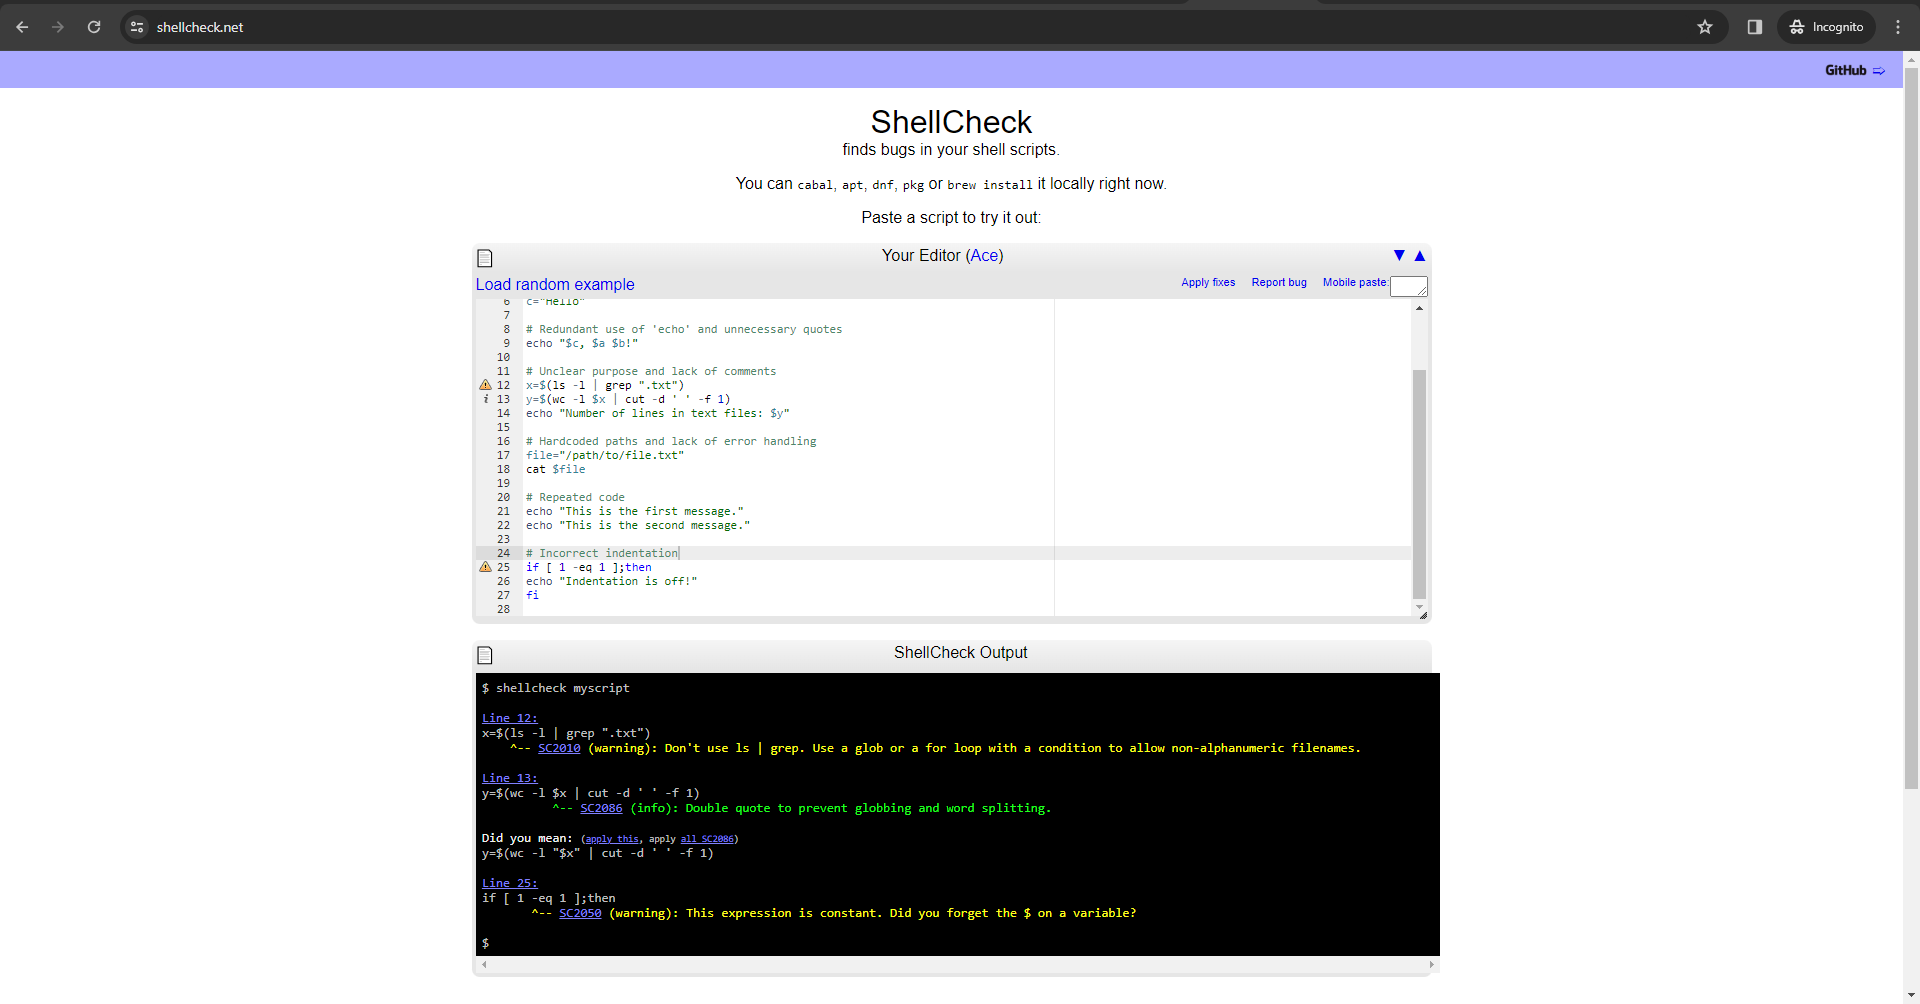 shellcheck.net
Incognito
GitHub ⇨
ShellCheck
finds bugs in your shell scripts.
You can cabal, apt, dnf, pkg or brew install it locally right now.
Paste a script to try it out:
Your Editor (Ace)
▼ ▲
Load random example
Apply fixes Report bug Mobile paste:
6 c="Hello"
7
8 # Redundant use of 'echo' and unnecessary quotes
9 echo "$c, $a $b!"
10
11 # Unclear purpose and lack of comments
12 x=$(ls -l | grep ".txt")
13 y=$(wc -l $x | cut -d ' ' -f 1)
14 echo "Number of lines in text files: $y"
15
16 # Hardcoded paths and lack of error handling
17 file="/path/to/file.txt"
18 cat $file
19
20 # Repeated code
21 echo "This is the first message."
22 echo "This is the second message."
23
24 # Incorrect indentation
25 if [ 1 -eq 1 ];then
26 echo "Indentation is off!"
27 fi
28
ShellCheck Output
$ shellcheck myscript
Line 12:
x=$(ls -l | grep ".txt")
^-- SC2010 (warning): Don't use ls | grep. Use a glob or a for loop with a condition to allow non-alphanumeric filenames.
Line 13:
y=$(wc -l $x | cut -d ' ' -f 1)
^-- SC2086 (info): Double quote to prevent globbing and word splitting.
Did you mean: (apply this, apply all SC2086)
y=$(wc -l "$x" | cut -d ' ' -f 1)
Line 25:
if [ 1 -eq 1 ];then
^-- SC2050 (warning): This expression is constant. Did you forget the $ on a variable?
$